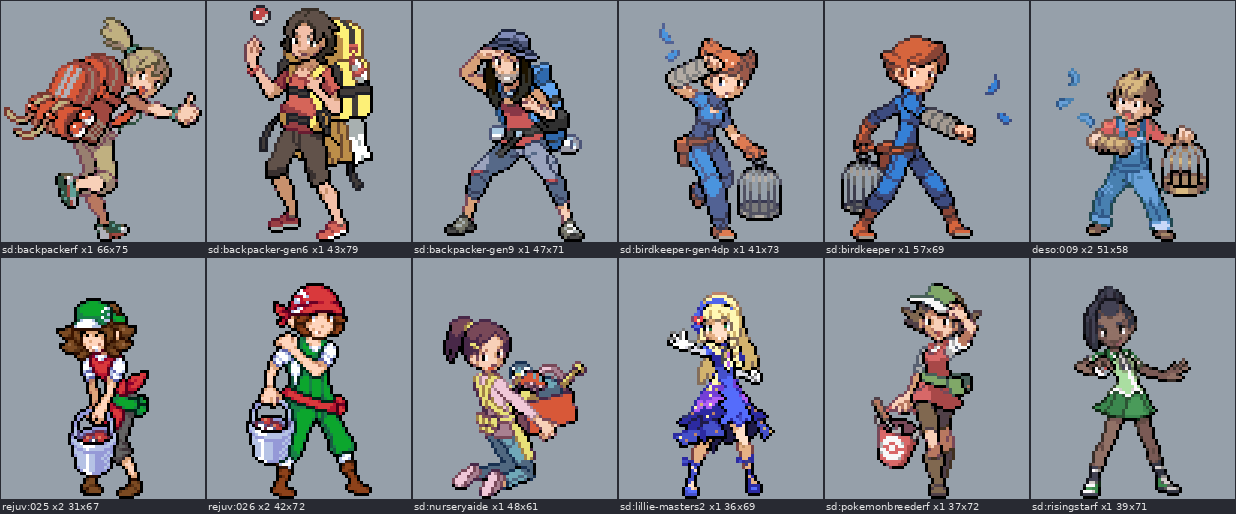 sd:backpackerf x1 66x75
sd:backpacker-gen6 x1 43x79
sd:backpacker-gen9 x1 47x71
sd:birdkeeper-gen4dp x1 41x73
sd:birdkeeper x1 57x69
deso:009 x2 51x58
rejuv:025 x2 31x67
rejuv:026 x2 42x72
sd:nurseryaide x1 48x61
sd:lillie-masters2 x1 36x69
sd:pokemonbreederf x1 37x72
sd:risingstarf x1 39x71